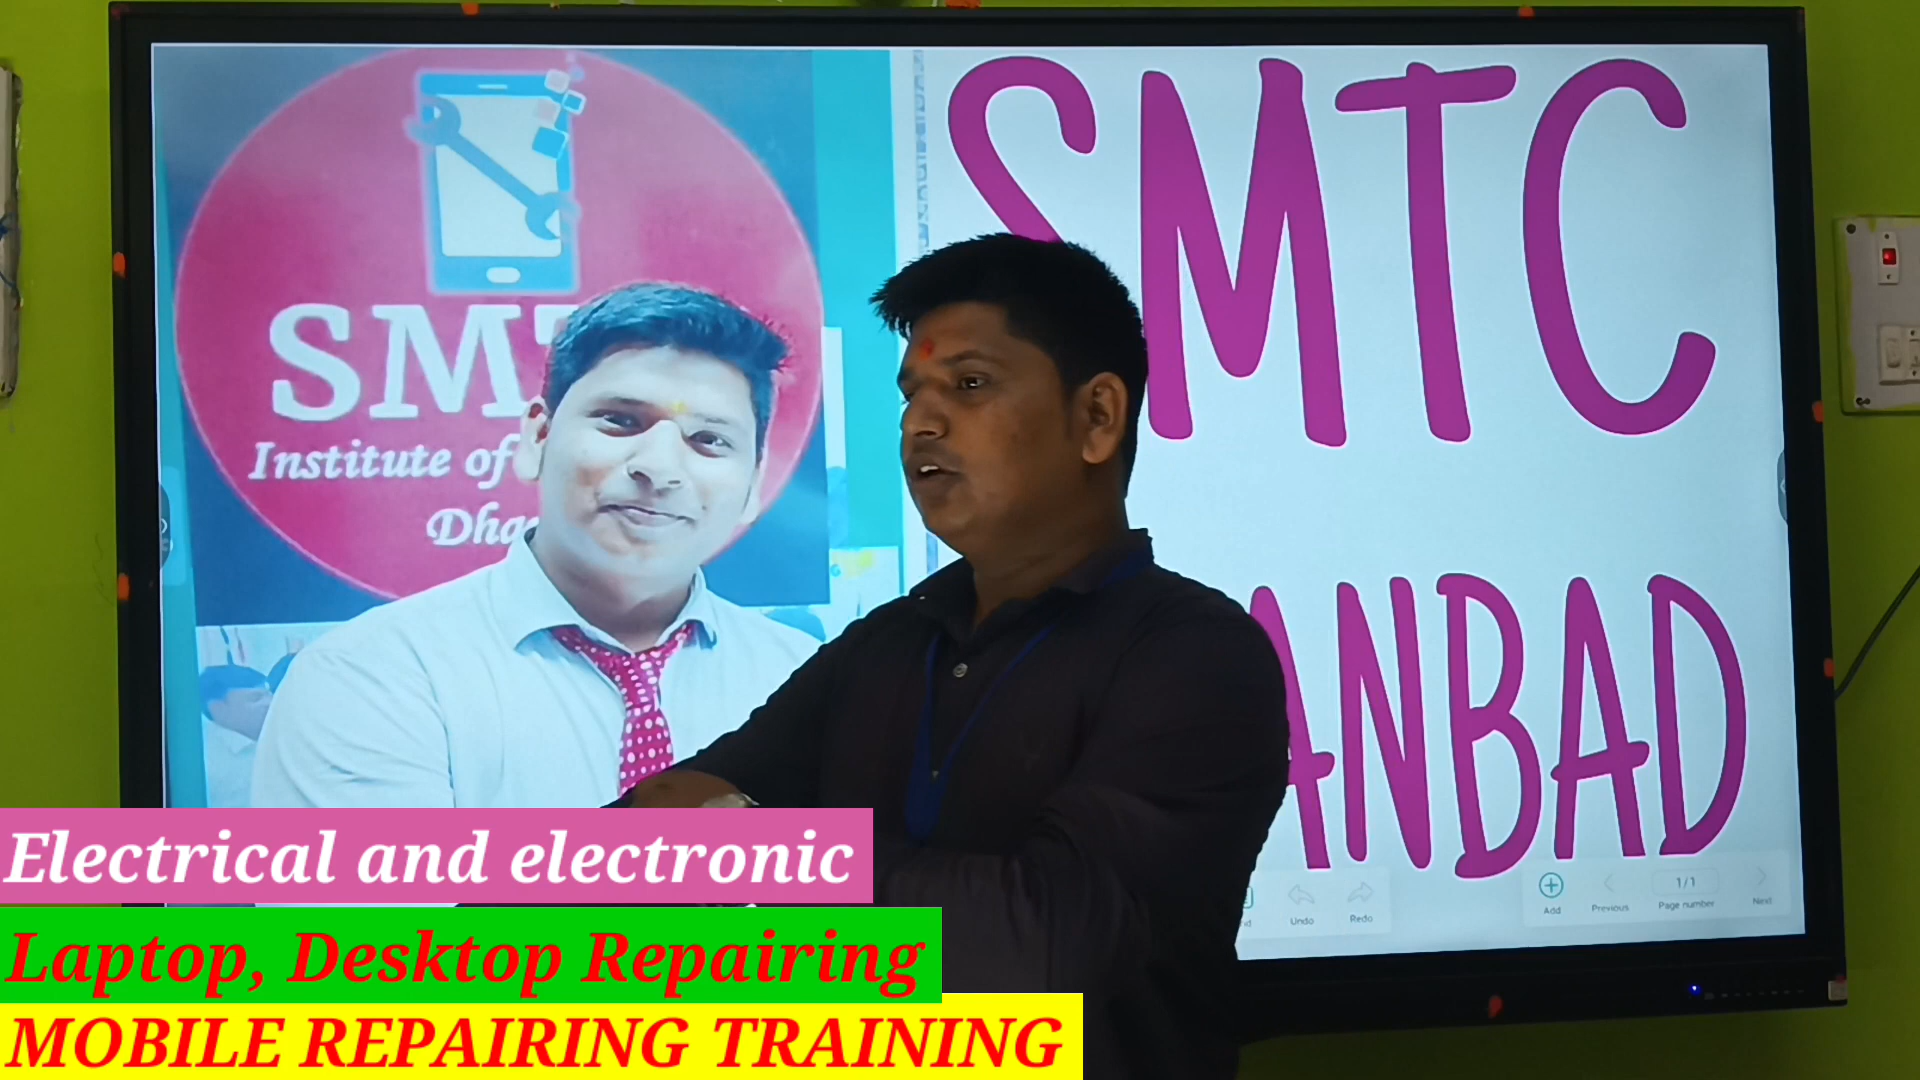 SMTC
SM
Institute of
ANBAD
Undo
Redo
Add
Previous
1/1
Page number
Next
Electrical and electronic
Laptop, Desktop Repairing
MOBILE REPAIRING TRAINING